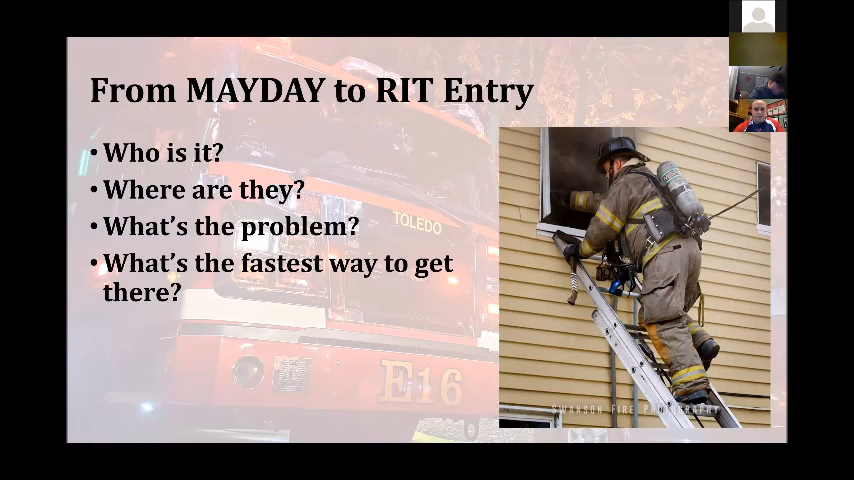 From MAYDAY to RIT Entry
• Who is it?
• Where are they?
• What's the problem?
• What's the fastest way to get
there?
TOLEDO
E16
SWANSON FIRE PHOTOGRAPHY